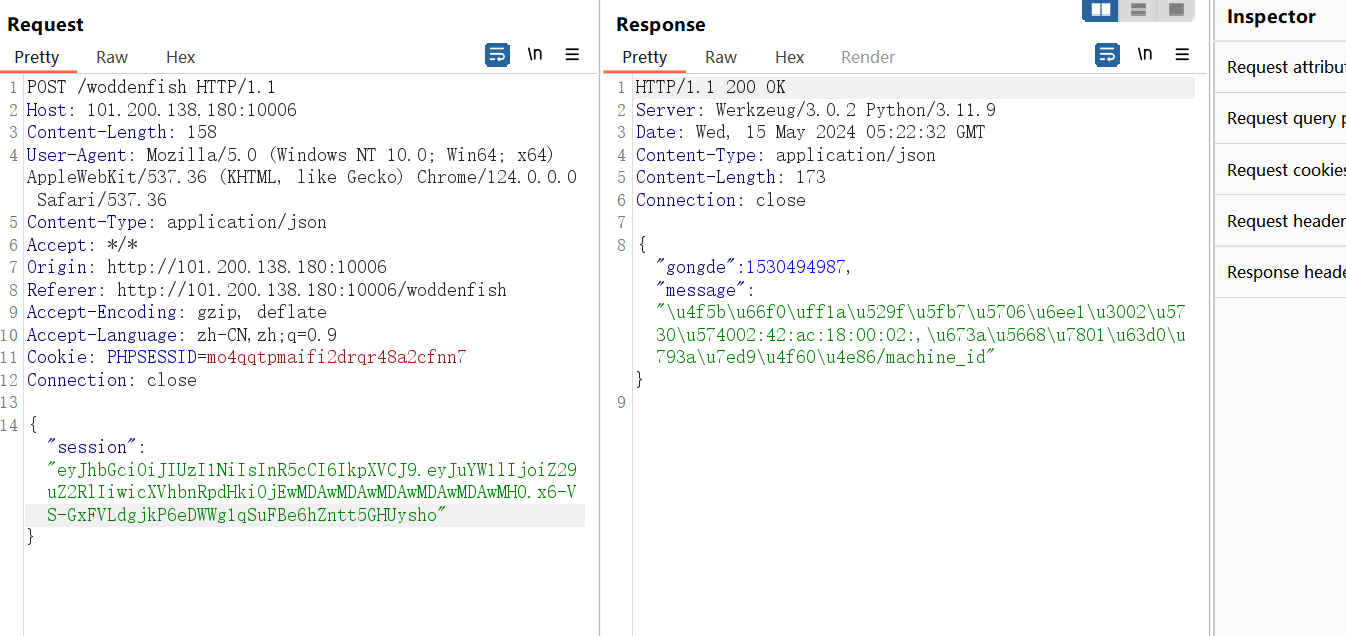 Request
Pretty Raw Hex
\n
1 POST /woddenfish HTTP/1.1
2 Host: 101.200.138.180:10006
3 Content-Length: 158
4 User-Agent: Mozilla/5.0 (Windows NT 10.0; Win64; x64)
AppleWebKit/537.36 (KHTML, like Gecko) Chrome/124.0.0.0
Safari/537.36
5 Content-Type: application/json
6 Accept: */*
7 Origin: http://101.200.138.180:10006
8 Referer: http://101.200.138.180:10006/woddenfish
9 Accept-Encoding: gzip, deflate
10 Accept-Language: zh-CN,zh;q=0.9
11 Cookie: PHPSESSID=mo4qqtpmaifi2drqr48a2cfnn7
12 Connection: close
13
14 {
"session":
"eyJhbGciOiJIUzI1NiIsInR5cCI6IkpXVCJ9.eyJuYW1lIjoiZ29
uZ2RlIiwicXVhbnRpdHkiOjEwMDAwMDAwMDAwMDAwMDAwMH0.x6-V
S-GxFVLdgjkP6eDWWg1qSuFBe6hZntt5GHUysho"
}
Response
Pretty Raw Hex Render
\n
1 HTTP/1.1 200 OK
2 Server: Werkzeug/3.0.2 Python/3.11.9
3 Date: Wed, 15 May 2024 05:22:32 GMT
4 Content-Type: application/json
5 Content-Length: 173
6 Connection: close
7
8 {
"gongde":1530494987,
"message":
"\u4f5b\u66f0\uff1a\u529f\u5fb7\u5706\u6ee1\u3002\u57
30\u574002:42:ac:18:00:02:,\u673a\u5668\u7801\u63d0\u
793a\u7ed9\u4f60\u4e86/machine_id"
}
9
Inspector
Request attribut
Request query p
Request cookies
Request header
Response heade